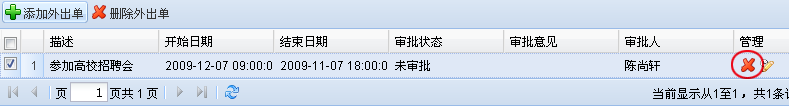 添加外出单 删除外出单
描述 开始日期 结束日期 审批状态 审批意见 审批人 管理
1 参加高校招聘会 2009-12-07 09:00:0 2009-11-07 18:00:0 未审批 陈尚轩
页 1 页共 1 页 当前显示从1至1，共1条